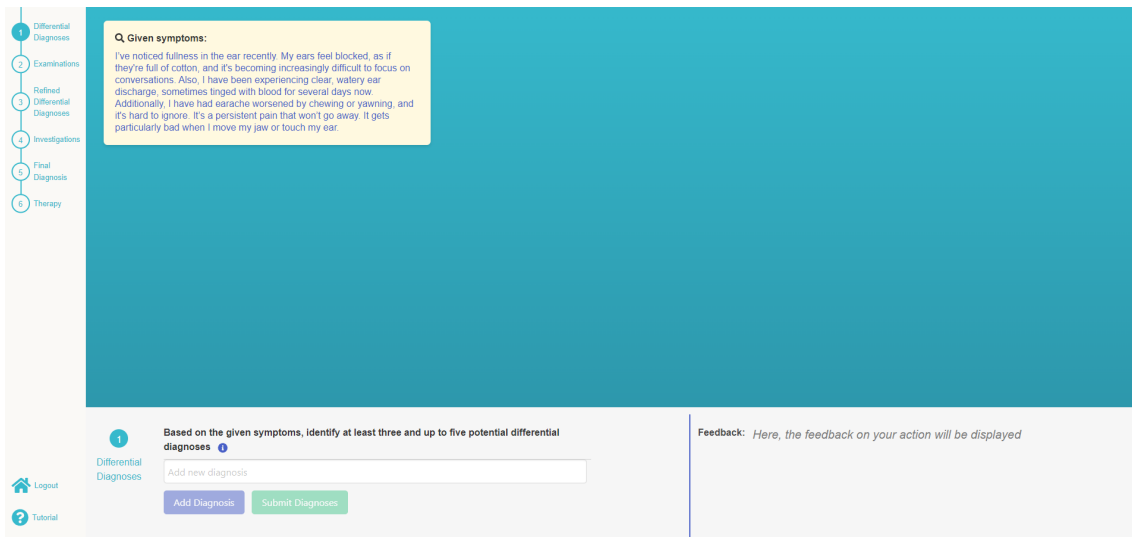 1
Differential
Diagnoses
2
Examinations
3
Refined
Differential
Diagnoses
4
Investigations
5
Final
Diagnosis
6
Therapy
Logout
?
Tutorial
Given symptoms:
I've noticed fullness in the ear recently. My ears feel blocked, as if
they're full of cotton, and it's becoming increasingly difficult to focus on
conversations. Also, I have been experiencing clear, watery ear
discharge, sometimes tinged with blood for several days now.
Additionally, I have had earache worsened by chewing or yawning, and
it's hard to ignore. It's a persistent pain that won't go away. It gets
particularly bad when I move my jaw or touch my ear.
1
Differential
Diagnoses
Based on the given symptoms, identify at least three and up to five potential differential
diagnoses i
Add new diagnosis
Add Diagnosis
Submit Diagnoses
Feedback: Here, the feedback on your action will be displayed